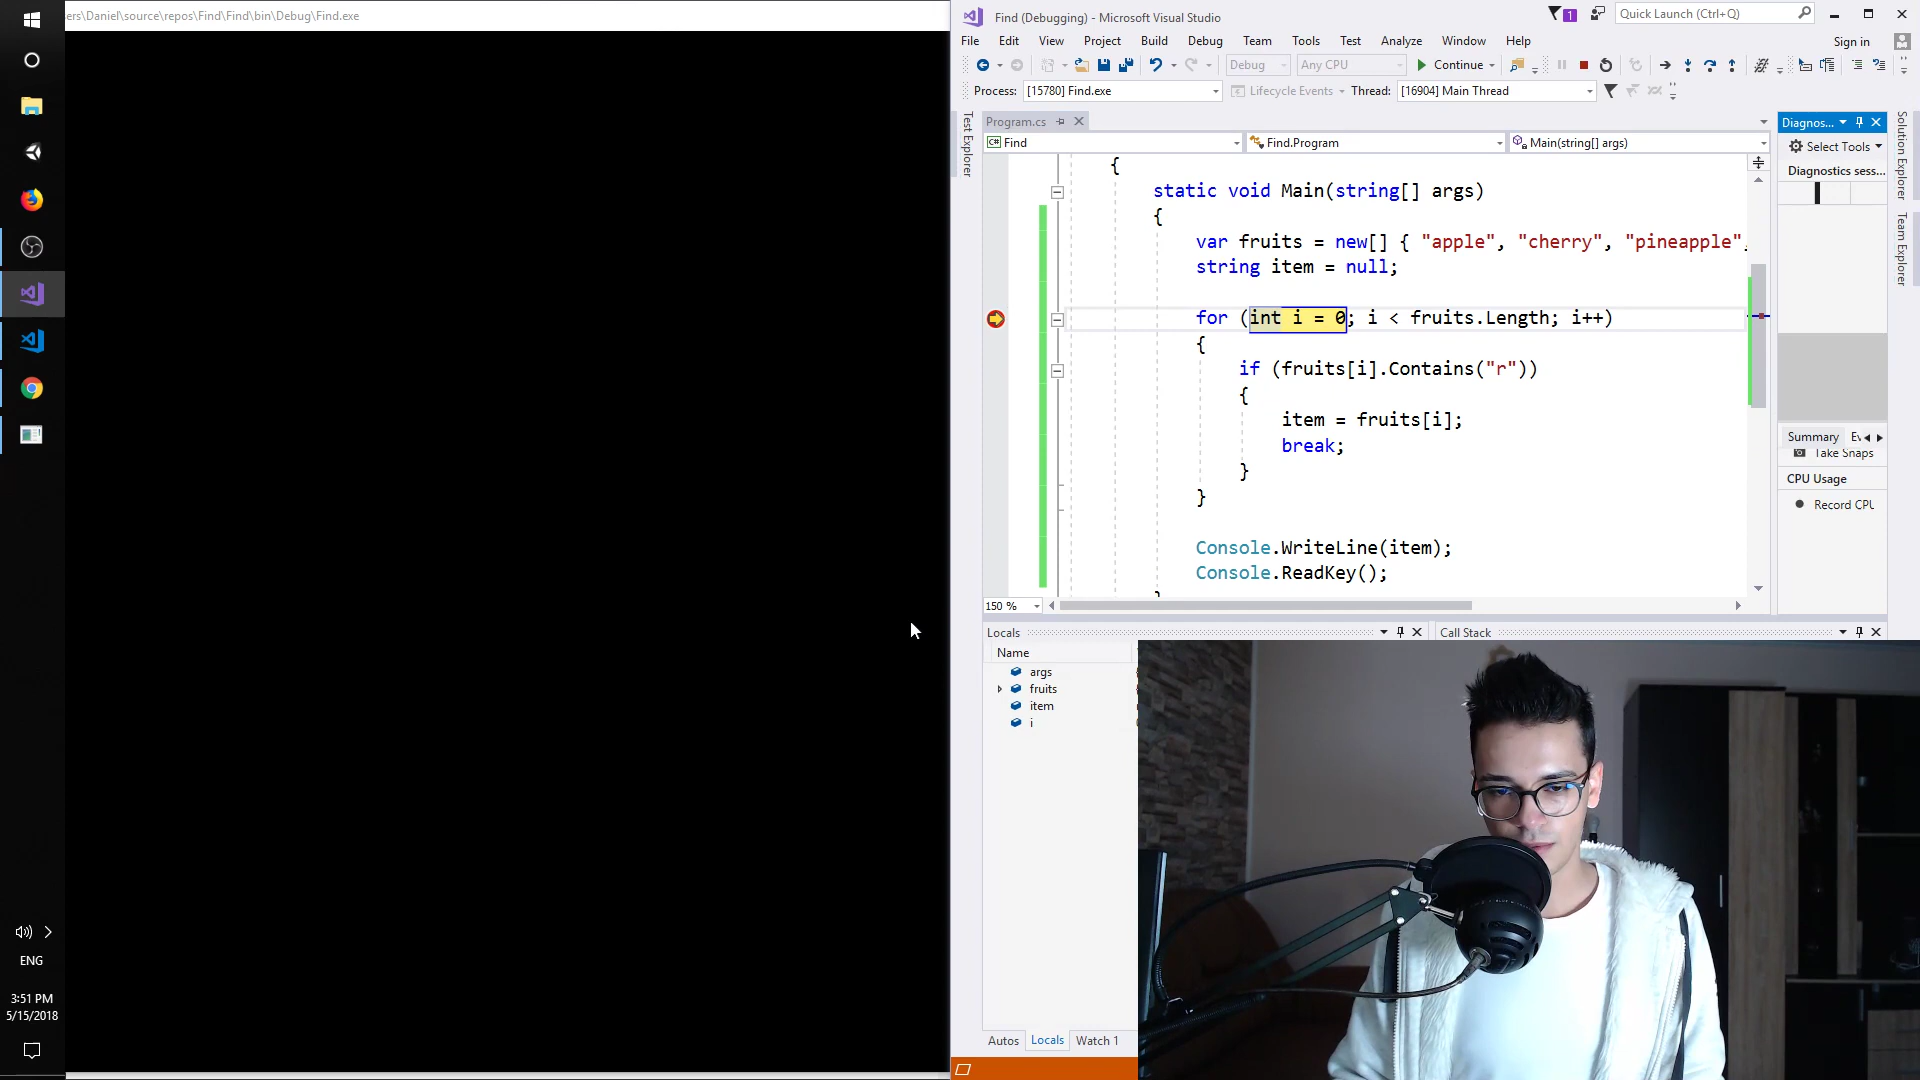 ers\Daniel\source\repos\Find\Find\bin\Debug\Find.exe
Find (Debugging) - Microsoft Visual Studio
1
Quick Launch (Ctrl+Q)
File Edit View Project Build Debug Team Tools Test Analyze Window Help
Sign in
Debug
Any CPU
Continue
Process:
[15780] Find.exe
Lifecycle Events
Thread:
[16904] Main Thread
Test Explorer
Program.cs
C# Find
Find.Program
Main(string[] args)
{
static void Main(string[] args)
{
var fruits = new[] { "apple", "cherry", "pineapple",
string item = null;
for (int i = 0; i < fruits.Length; i++)
{
if (fruits[i].Contains("r"))
{
item = fruits[i];
break;
}
}
Console.WriteLine(item);
Console.ReadKey();
150 %
Diagnos...
Select Tools
Diagnostics sess...
Summary
Take Snaps
CPU Usage
Record CPU
Solution Explorer
Team Explorer
Locals
Name
args
fruits
item
i
Autos
Locals
Watch 1
Call Stack
ENG
3:51 PM
5/15/2018